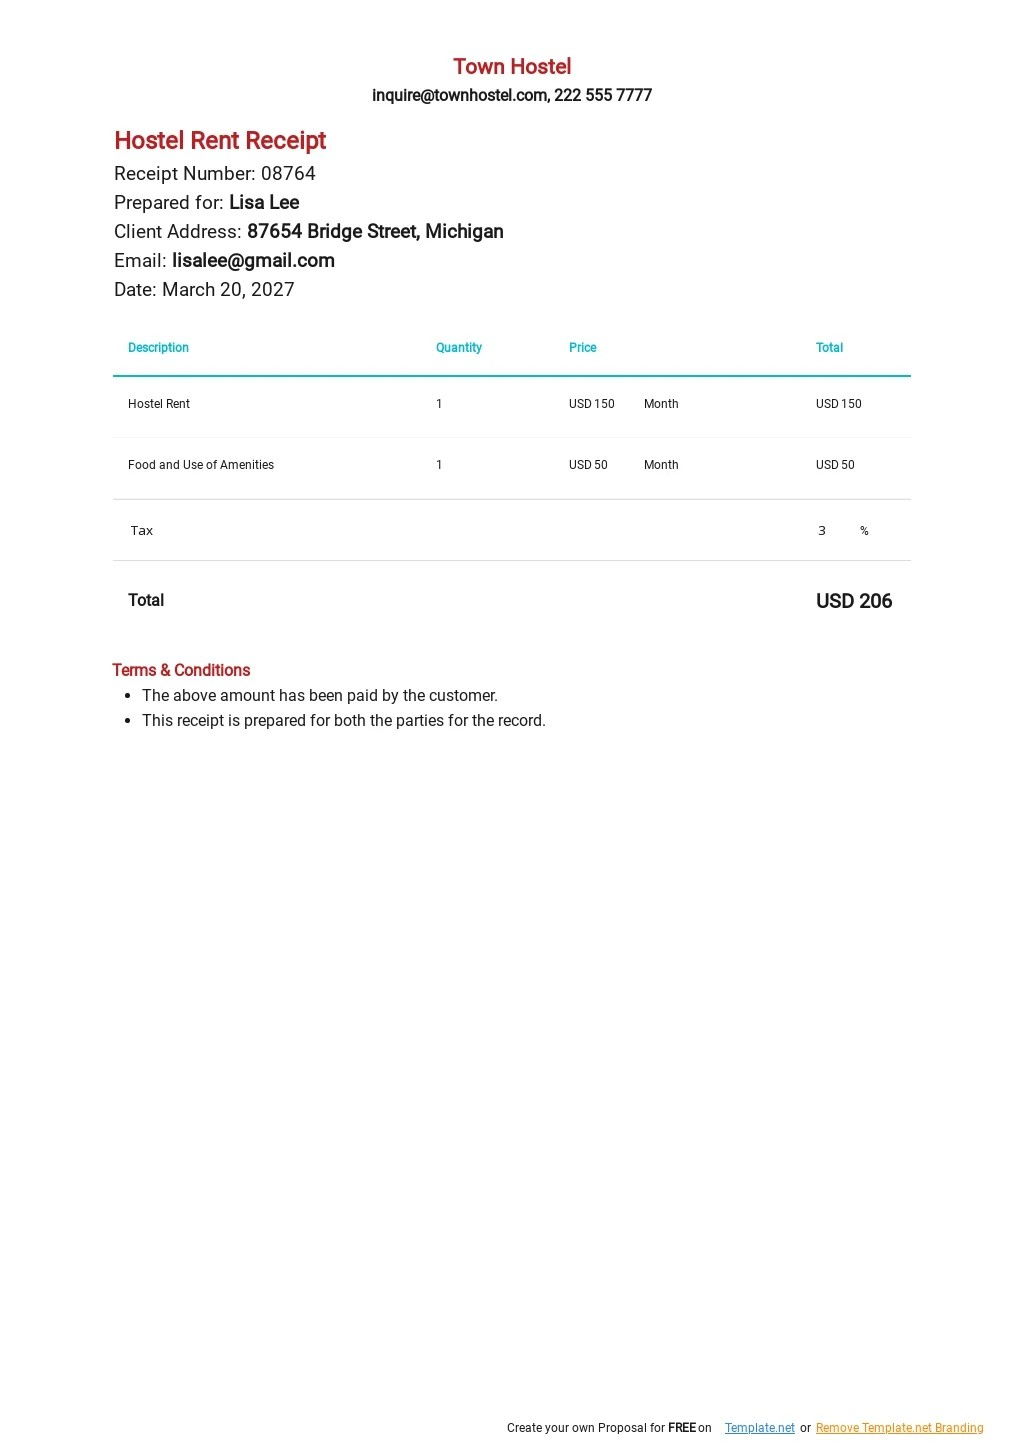 Town Hostel
inquire@townhostel.com, 222 555 7777
Hostel Rent Receipt
Receipt Number: 08764
Prepared for: Lisa Lee
Client Address: 87654 Bridge Street, Michigan
Email: lisalee@gmail.com
Date: March 20, 2027
Description Quantity Price Total
Hostel Rent 1 USD 150 Month USD 150
Food and Use of Amenities 1 USD 50 Month USD 50
Tax 3 %
Total USD 206
Terms & Conditions
• The above amount has been paid by the customer.
• This receipt is prepared for both the parties for the record.
Create your own Proposal for FREE on Template.net or Remove Template.net Branding